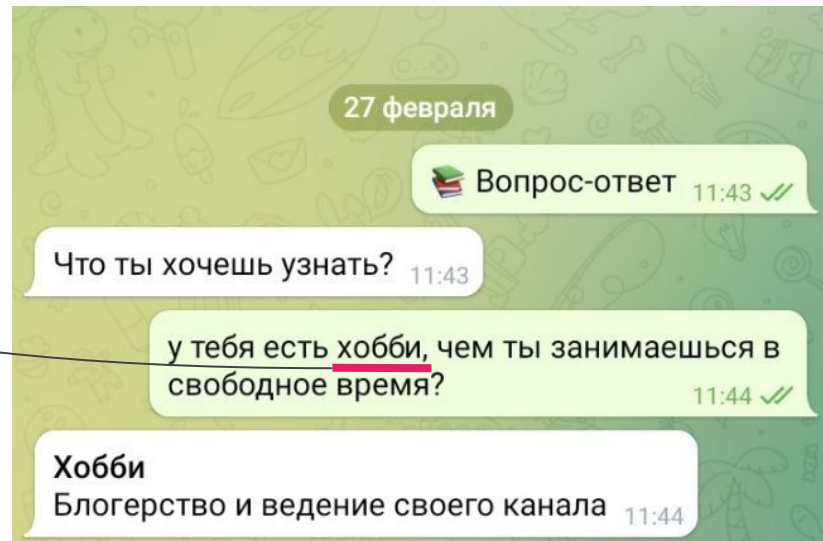 27 февраля
📚 Вопрос-ответ 11:43
Что ты хочешь узнать? 11:43
у тебя есть хобби, чем ты занимаешься в
свободное время? 11:44
Хобби
Блогерство и ведение своего канала 11:44